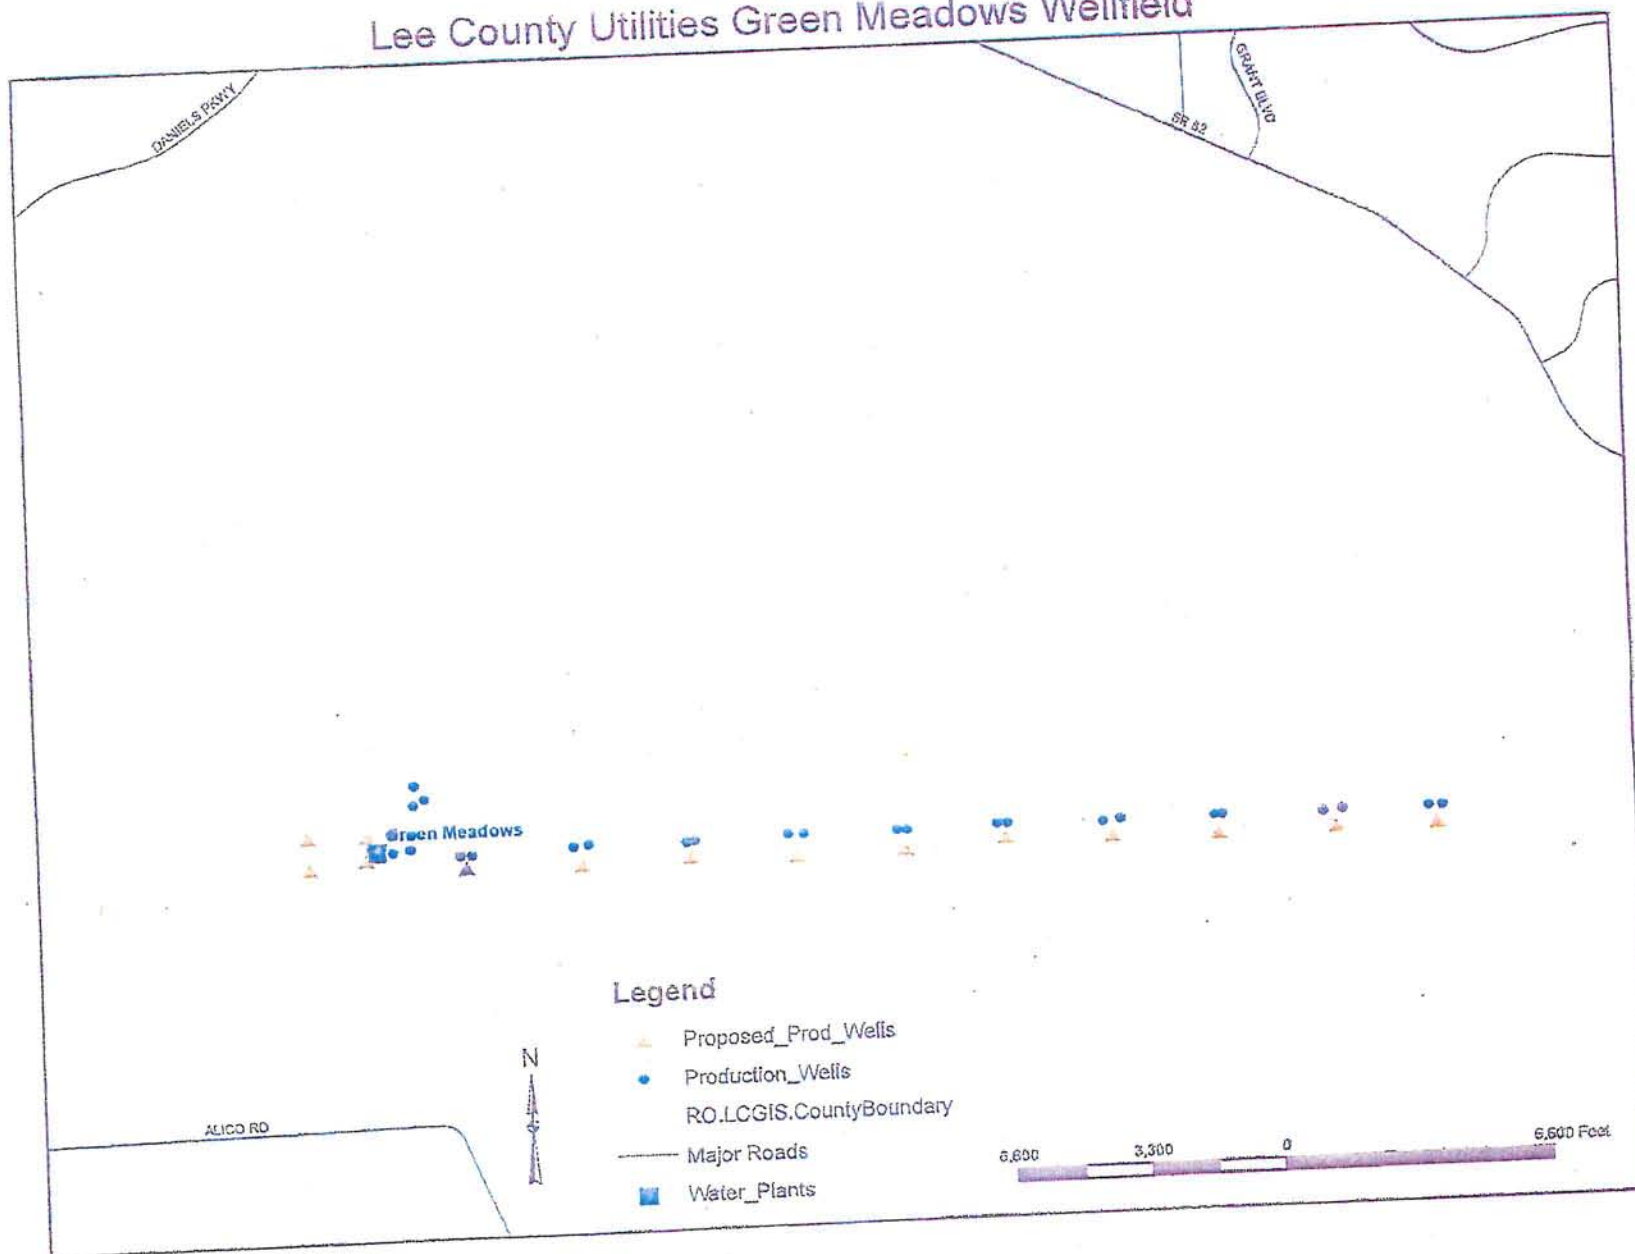 Lee County Utilities Green Meadows Wellfield
DANIELS PKWY
GRANT BLVD
SR 82
Green Meadows
Legend
Proposed_Prod_Wells
Production_Wells
RO.LCGIS.CountyBoundary
Major Roads
Water_Plants
N
ALICO RD
6,600 3,300 0 6,600 Feet